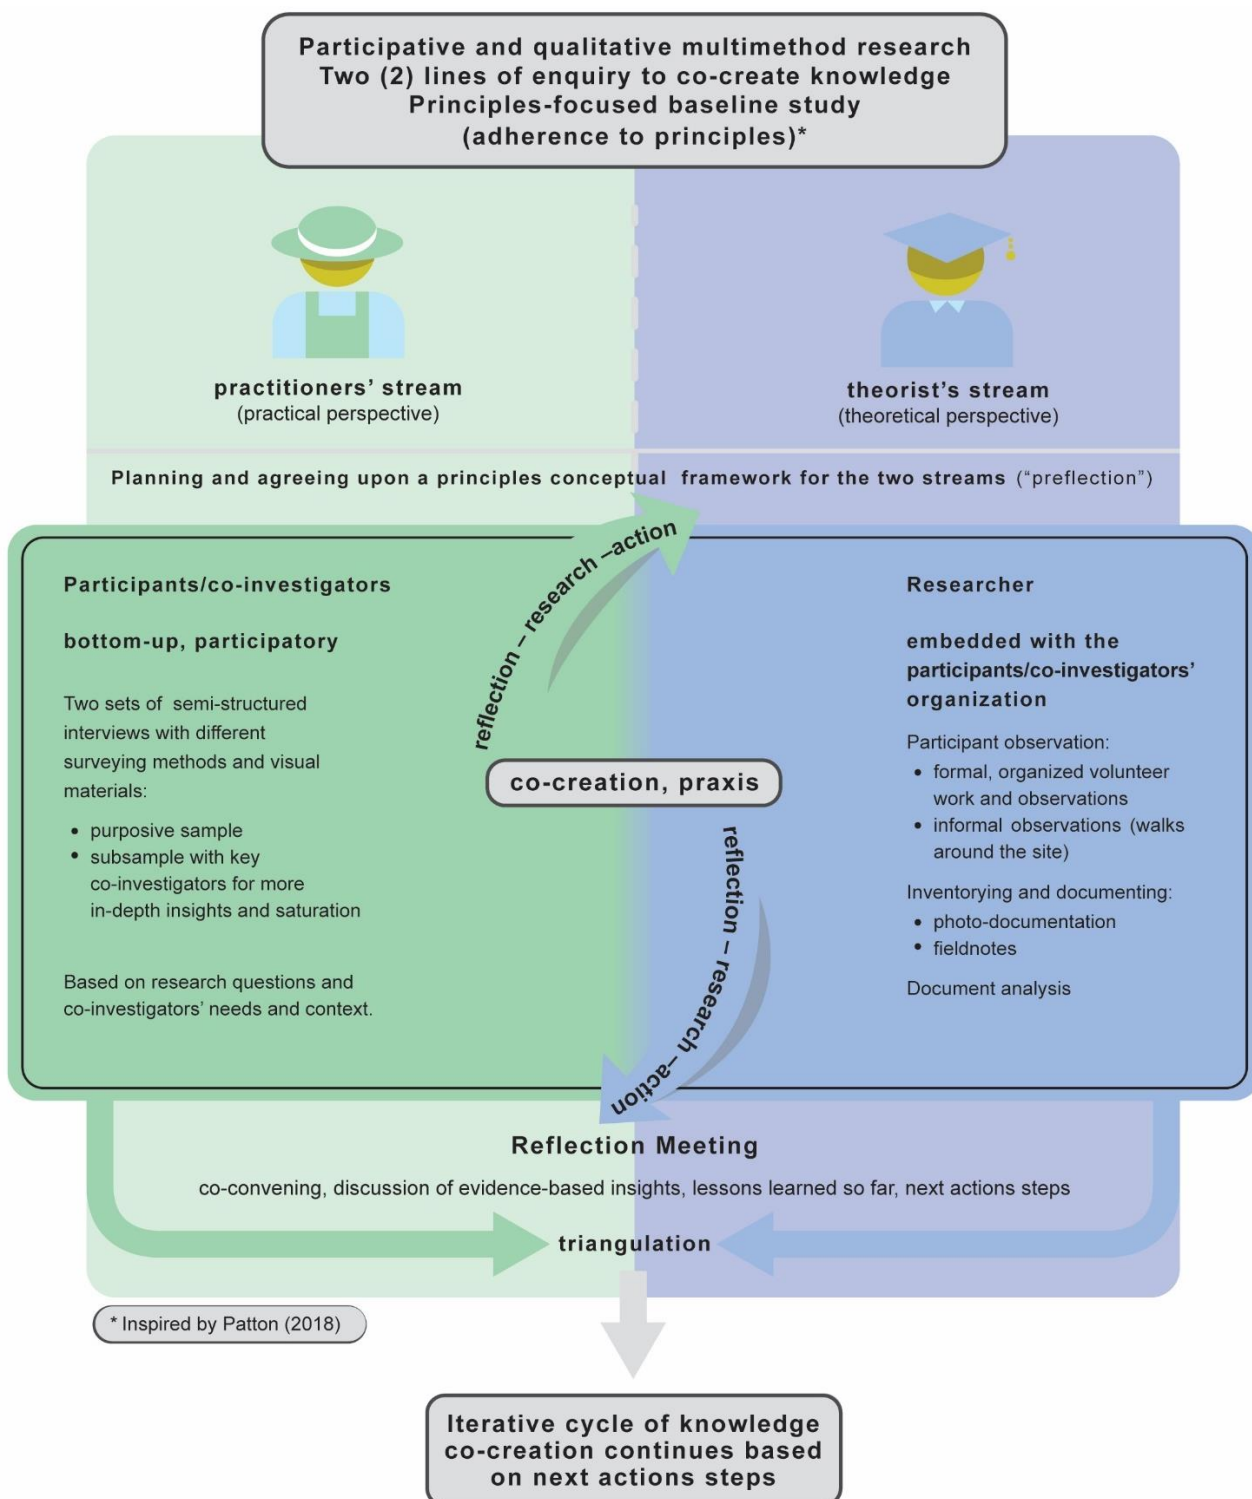 Participative and qualitative multimethod research
Two (2) lines of enquiry to co-create knowledge
Principles-focused baseline study
(adherence to principles)*
practitioners’ stream
(practical perspective)
theorist’s stream
(theoretical perspective)
Planning and agreeing upon a principles conceptual framework for the two streams (“preflection”)
Participants/co-investigators
bottom-up, participatory
Two sets of semi-structured
interviews with different
surveying methods and visual
materials:
• purposive sample
• subsample with key
co-investigators for more
in-depth insights and saturation
Based on research questions and
co-investigators’ needs and context.
reflection – research –action
co-creation, praxis
reflection – research –action
Researcher
embedded with the
participants/co-investigators’
organization
Participant observation:
• formal, organized volunteer
work and observations
• informal observations (walks
around the site)
Inventorying and documenting:
• photo-documentation
• fieldnotes
Document analysis
Reflection Meeting
co-convening, discussion of evidence-based insights, lessons learned so far, next actions steps
triangulation
* Inspired by Patton (2018)
Iterative cycle of knowledge
co-creation continues based
on next actions steps